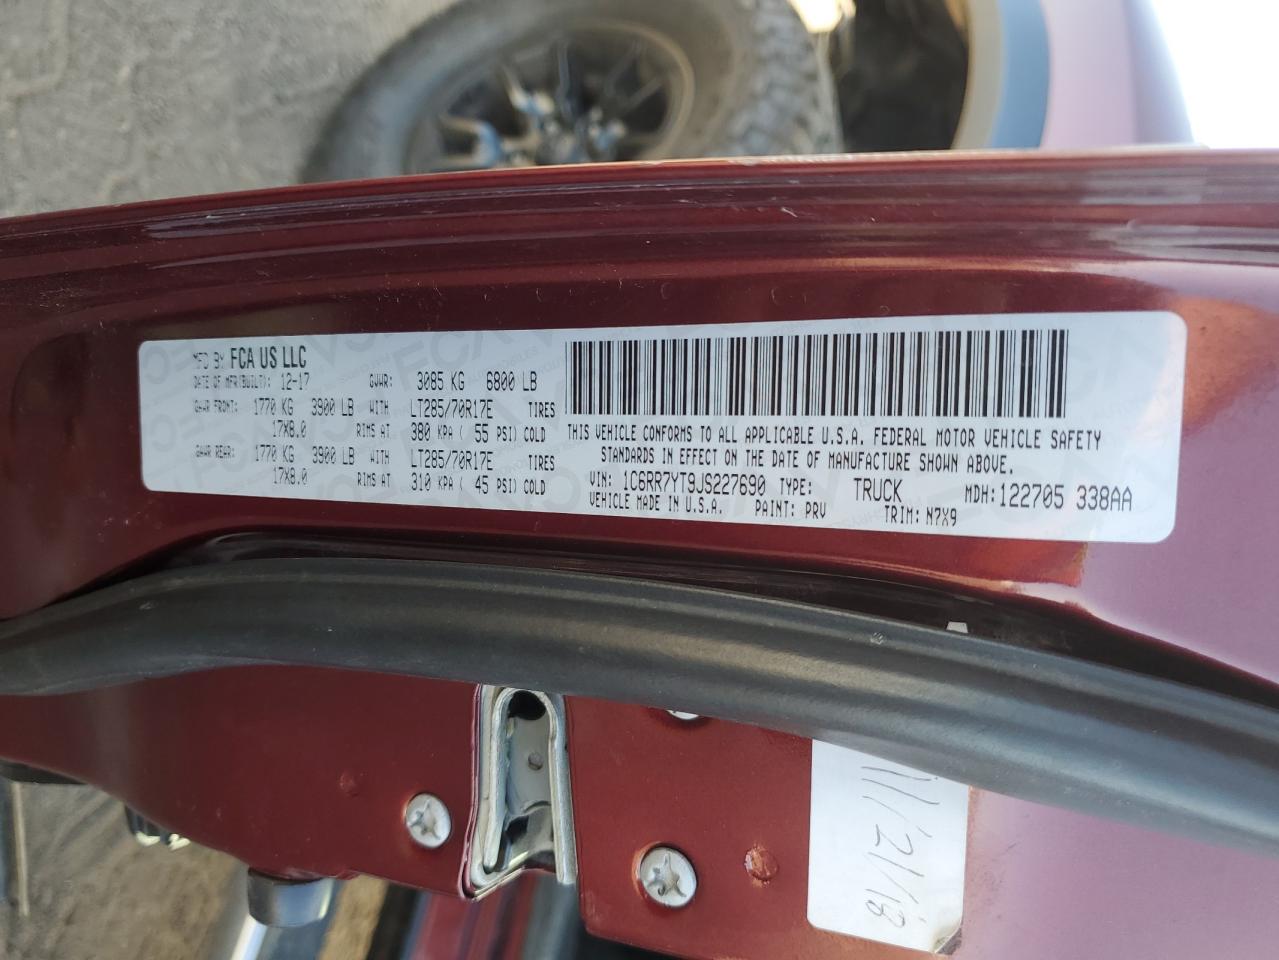 MFD BY FCA US LLC
DATE OF MFR(BUILT): 12-17 GVWR: 3085 KG 6800 LB
GAWR FRONT: 1770 KG 3900 LB WITH LT285/70R17E TIRES
17X8.0 RIMS AT 380 KPA ( 55 PSI) COLD
GAWR REAR: 1770 KG 3900 LB WITH LT285/70R17E TIRES
17X8.0 RIMS AT 310 KPA ( 45 PSI) COLD
THIS VEHICLE CONFORMS TO ALL APPLICABLE U.S.A. FEDERAL MOTOR VEHICLE SAFETY
STANDARDS IN EFFECT ON THE DATE OF MANUFACTURE SHOWN ABOVE.
VIN: 1C6RR7YT9JS227690 TYPE: TRUCK MDH: 122705 338AA
VEHICLE MADE IN U.S.A. PAINT: PRV TRIM: N7X9